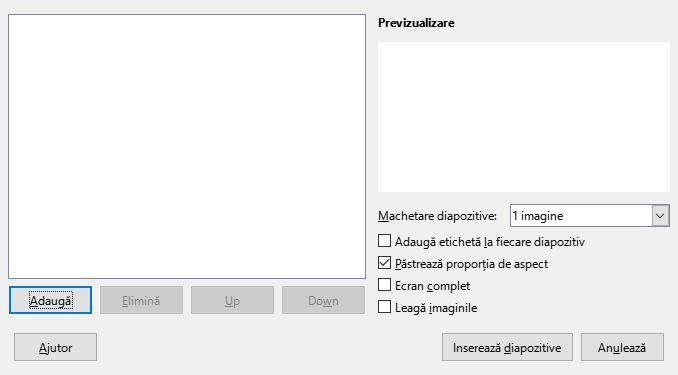 Previzualizare
Machetare diapozitive: 1 imagine
Adaugă etichetă la fiecare diapozitiv
Păstrează proporția de aspect
Ecran complet
Leagă imaginile
Adaugă Elimină Up Down
Ajutor Inserează diapozitive Anulează